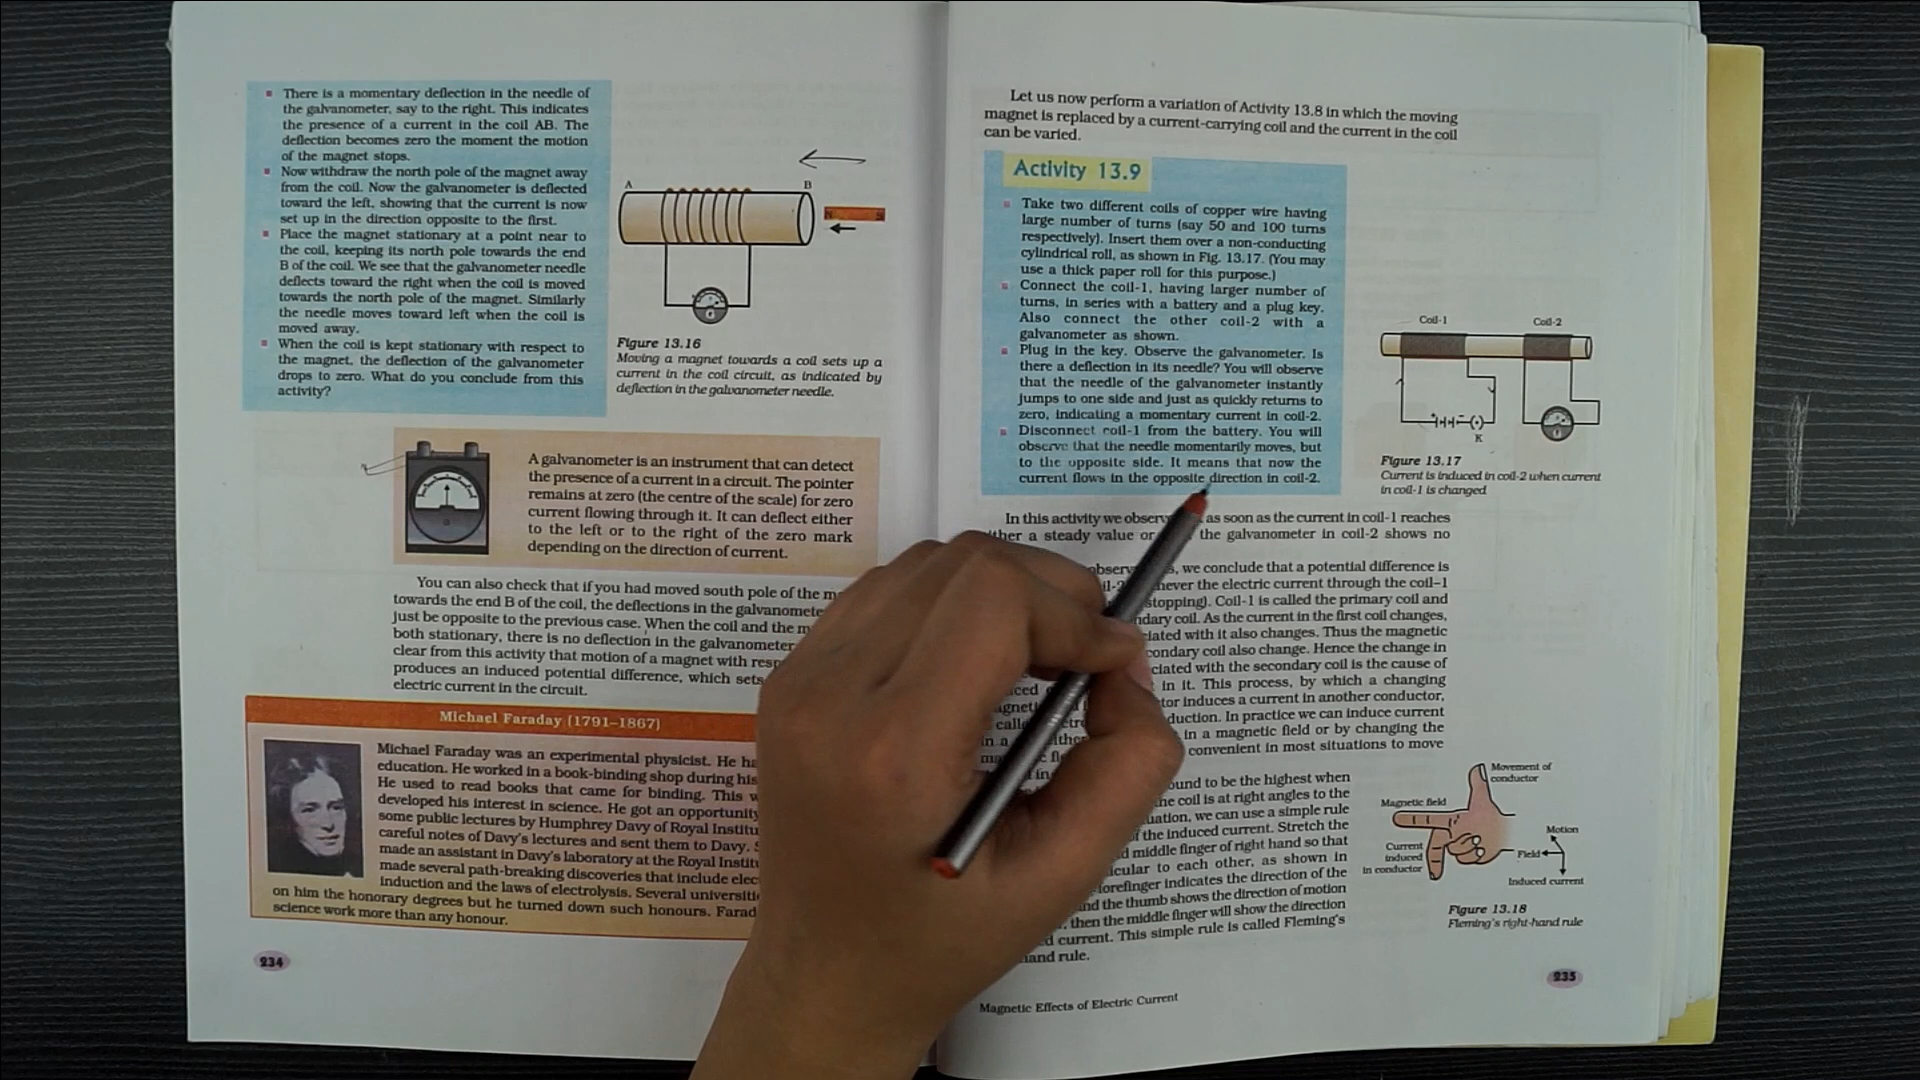 There is a momentary deflection in the needle of
the galvanometer, say to the right. This indicates
the presence of a current in the coil AB. The
deflection becomes zero the moment the motion
of the magnet stops.
Now withdraw the north pole of the magnet away
from the coil. Now the galvanometer is deflected
toward the left, showing that the current is now
set up in the direction opposite to the first.
Place the magnet stationary at a point near to
the coil, keeping its north pole towards the end
B of the coil. We see that the galvanometer needle
deflects toward the right when the coil is moved
towards the north pole of the magnet. Similarly
the needle moves toward left when the coil is
moved away.
When the coil is kept stationary with respect to
the magnet, the deflection of the galvanometer
drops to zero. What do you conclude from this
activity?
A
B
N
S
Figure 13.16
Moving a magnet towards a coil sets up a
current in the coil circuit, as indicated by
deflection in the galvanometer needle.
A galvanometer is an instrument that can detect
the presence of a current in a circuit. The pointer
remains at zero (the centre of the scale) for zero
current flowing through it. It can deflect either
to the left or to the right of the zero mark
depending on the direction of current.
You can also check that if you had moved south pole of the
towards the end B of the coil, the deflections in the
just be opposite to the previous case. When the coil and the
both stationary, there is no deflection in the galvanometer
clear from this activity that motion of a magnet with
produces an induced potential difference, which sets
electric current in the circuit.
Michael Faraday (1791–1867)
Michael Faraday was an experimental physicist. He
education. He worked in a book-binding shop during his
He used to read books that came for binding. This
developed his interest in science. He got an opportunity
some public lectures by Humphrey Davy of Royal
careful notes of Davy's lectures and sent them to Davy.
made an assistant in Davy's laboratory at the Royal
made several path-breaking discoveries that include
induction and the laws of electrolysis. Several
on him the honorary degrees but he turned down such honours.
science work more than any honour.
234
Let us now perform a variation of Activity 13.8 in which the moving
magnet is replaced by a current-carrying coil and the current in the coil
can be varied.
Activity 13.9
Take two different coils of copper wire having
large number of turns (say 50 and 100 turns
respectively). Insert them over a non-conducting
cylindrical roll, as shown in Fig. 13.17. (You may
use a thick paper roll for this purpose.)
Connect the coil-1, having larger number of
turns, in series with a battery and a plug key.
Also connect the other coil-2 with a
galvanometer as shown.
Plug in the key. Observe the galvanometer. Is
there a deflection in its needle? You will observe
that the needle of the galvanometer instantly
jumps to one side and just as quickly returns to
zero, indicating a momentary current in coil-2.
Disconnect coil-1 from the battery. You will
observe that the needle momentarily moves, but
to the opposite side. It means that now the
current flows in the opposite direction in coil-2.
Coil-1
Coil-2
K
Figure 13.17
Current is induced in coil-2 when current
in coil-1 is changed
In this activity we as soon as the current in coil-1 reaches
a steady value or the galvanometer in coil-2 shows no
we conclude that a potential difference is
the electric current through the coil–1
stopping). Coil-1 is called the primary coil and
coil. As the current in the first coil changes,
with it also changes. Thus the magnetic
coil also change. Hence the change in
with the secondary coil is the cause of
in it. This process, by which a changing
induces a current in another conductor,
In practice we can induce current
in a in a magnetic field or by changing the
convenient in most situations to move
to be the highest when
the coil is at right angles to the
we can use a simple rule
the induced current. Stretch the
middle finger of right hand so that
to each other, as shown in
forefinger indicates the direction of the
and the thumb shows the direction of motion
then the middle finger will show the direction
current. This simple rule is called Fleming's
rule.
Movement of
conductor
Magnetic field
Current
induced
in conductor
Motion
Field
Induced current
Figure 13.18
Fleming's right-hand rule
Magnetic Effects of Electric Current
235